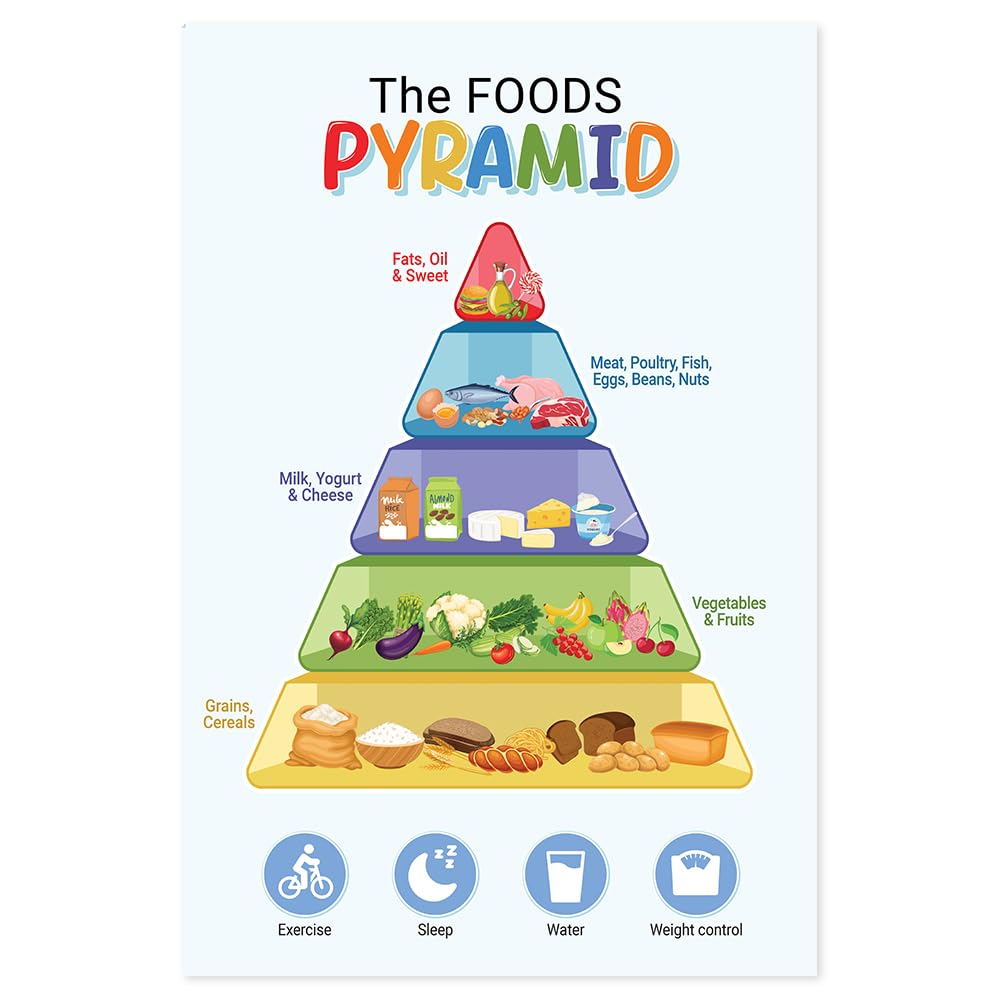 The FOODS
PYRAMID
Fats, Oil
& Sweet
Meat, Poultry, Fish,
Eggs, Beans, Nuts
Milk, Yogurt
& Cheese
Milk
RICE
ALMOND
MILK
Vegetables
& Fruits
Grains,
Cereals
Exercise
Sleep
Water
Weight control